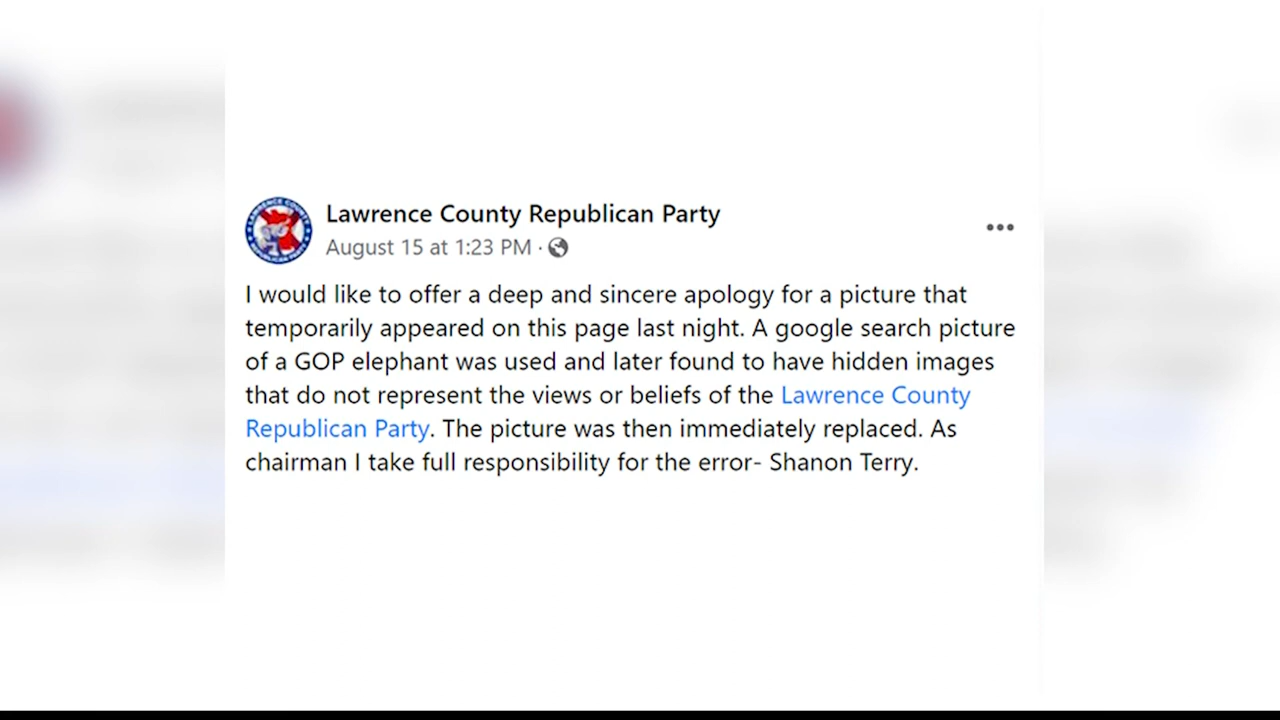 Lawrence County Republican Party
August 15 at 1:23 PM ·
I would like to offer a deep and sincere apology for a picture that
temporarily appeared on this page last night. A google search picture
of a GOP elephant was used and later found to have hidden images
that do not represent the views or beliefs of the Lawrence County
Republican Party. The picture was then immediately replaced. As
chairman I take full responsibility for the error- Shanon Terry.